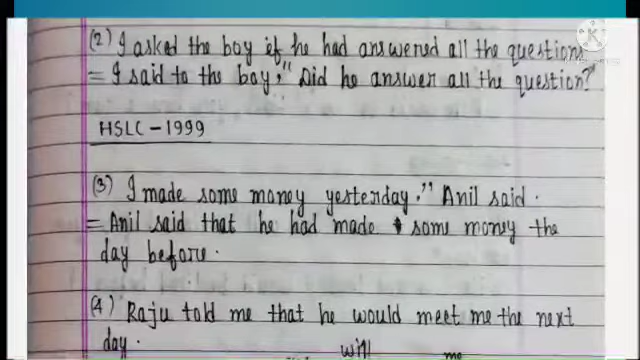 (2) I asked the boy if he had answered all the questions
= I said to the boy, "Did he answer all the question?"
HSLC - 1999
(3) I made some money yesterday," Anil said.
= Anil said that he had made some money the
day before.
(4) Raju told me that he would meet me the next
day.
will me
KINEMASTER